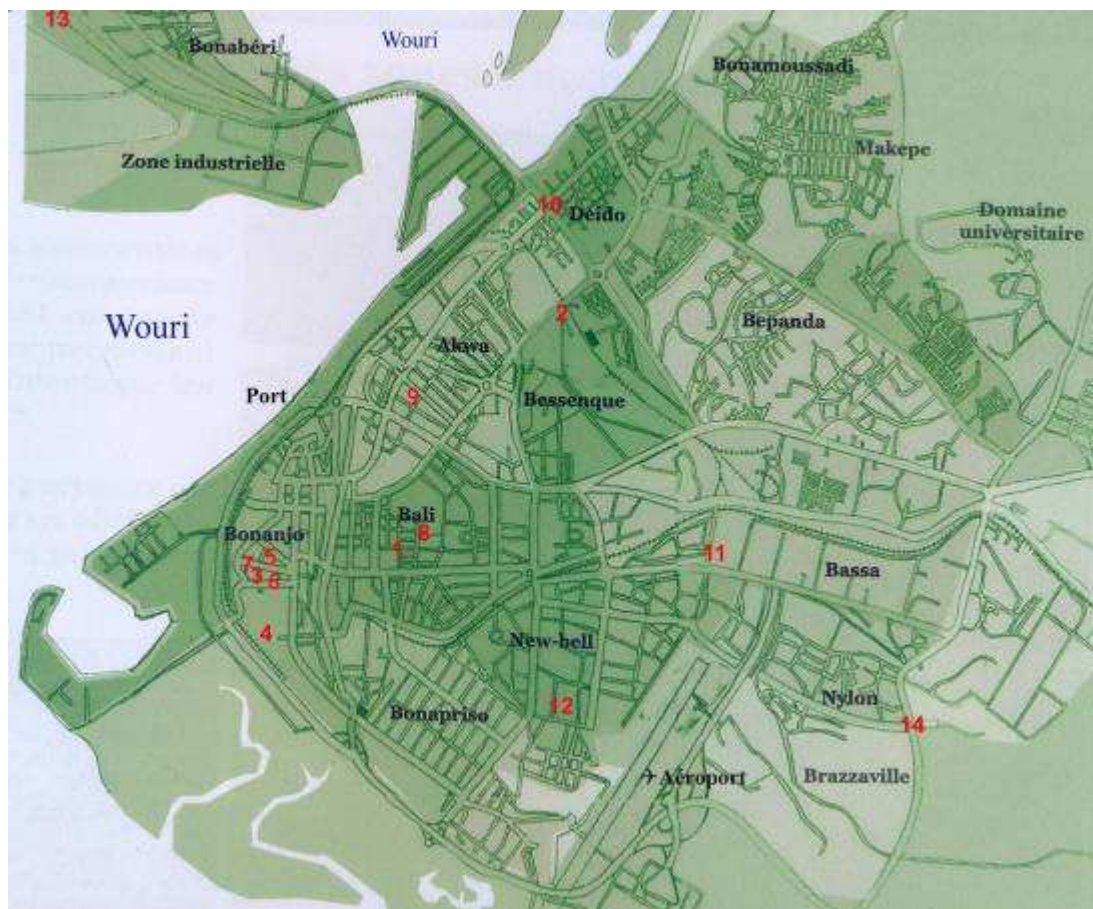 13
Bonabéri
Wouri
Bonamoussadi
Zone industrielle
Makepe
10
Déido
Domaine
universitaire
2
Wouri
Bepanda
Akwa
Port
9
Bessenque
Bali
8
Bonanjo
1
11
7
5
3
6
Bassa
4
New-bell
Nylon
12
Bonapriso
14
Aéroport
Brazzaville